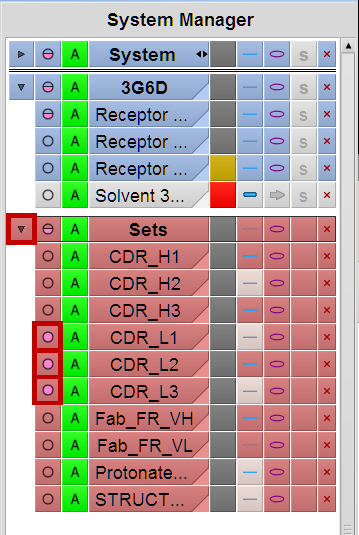 System Manager
A System S ×
A 3G6D S ×
A Receptor ... S ×
A Receptor ... S ×
A Receptor ... S ×
A Solvent 3... S ×
A Sets ×
A CDR_H1 ×
A CDR_H2 ×
A CDR_H3 ×
A CDR_L1 ×
A CDR_L2 ×
A CDR_L3 ×
A Fab_FR_VH ×
A Fab_FR_VL ×
A Protonate... ×
A STRUCT... ×